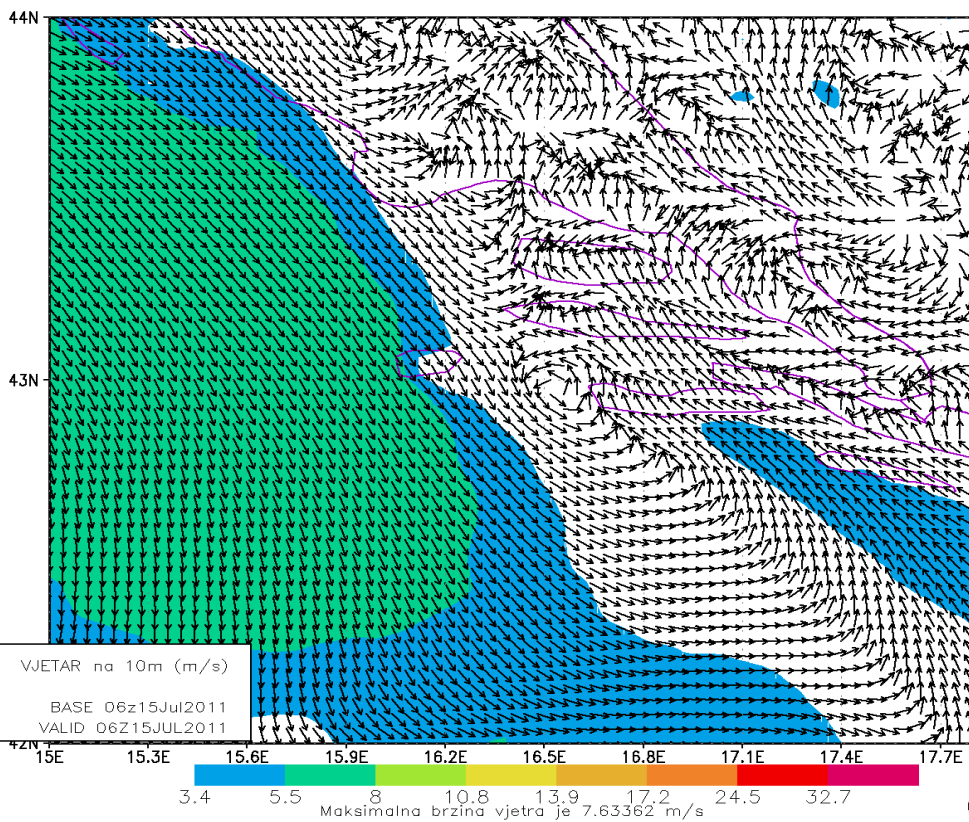 44N
43N
VJETAR na 10m (m/s)
BASE 06z15Jul2011
VALID 06Z15JUL2011
42N
15E 15.3E 15.6E 15.9E 16.2E 16.5E 16.8E 17.1E 17.4E 17.7E
3.4 5.5 8 10.8 13.9 17.2 24.5 32.7
Maksimalna brzina vjetra je 7.63362 m/s